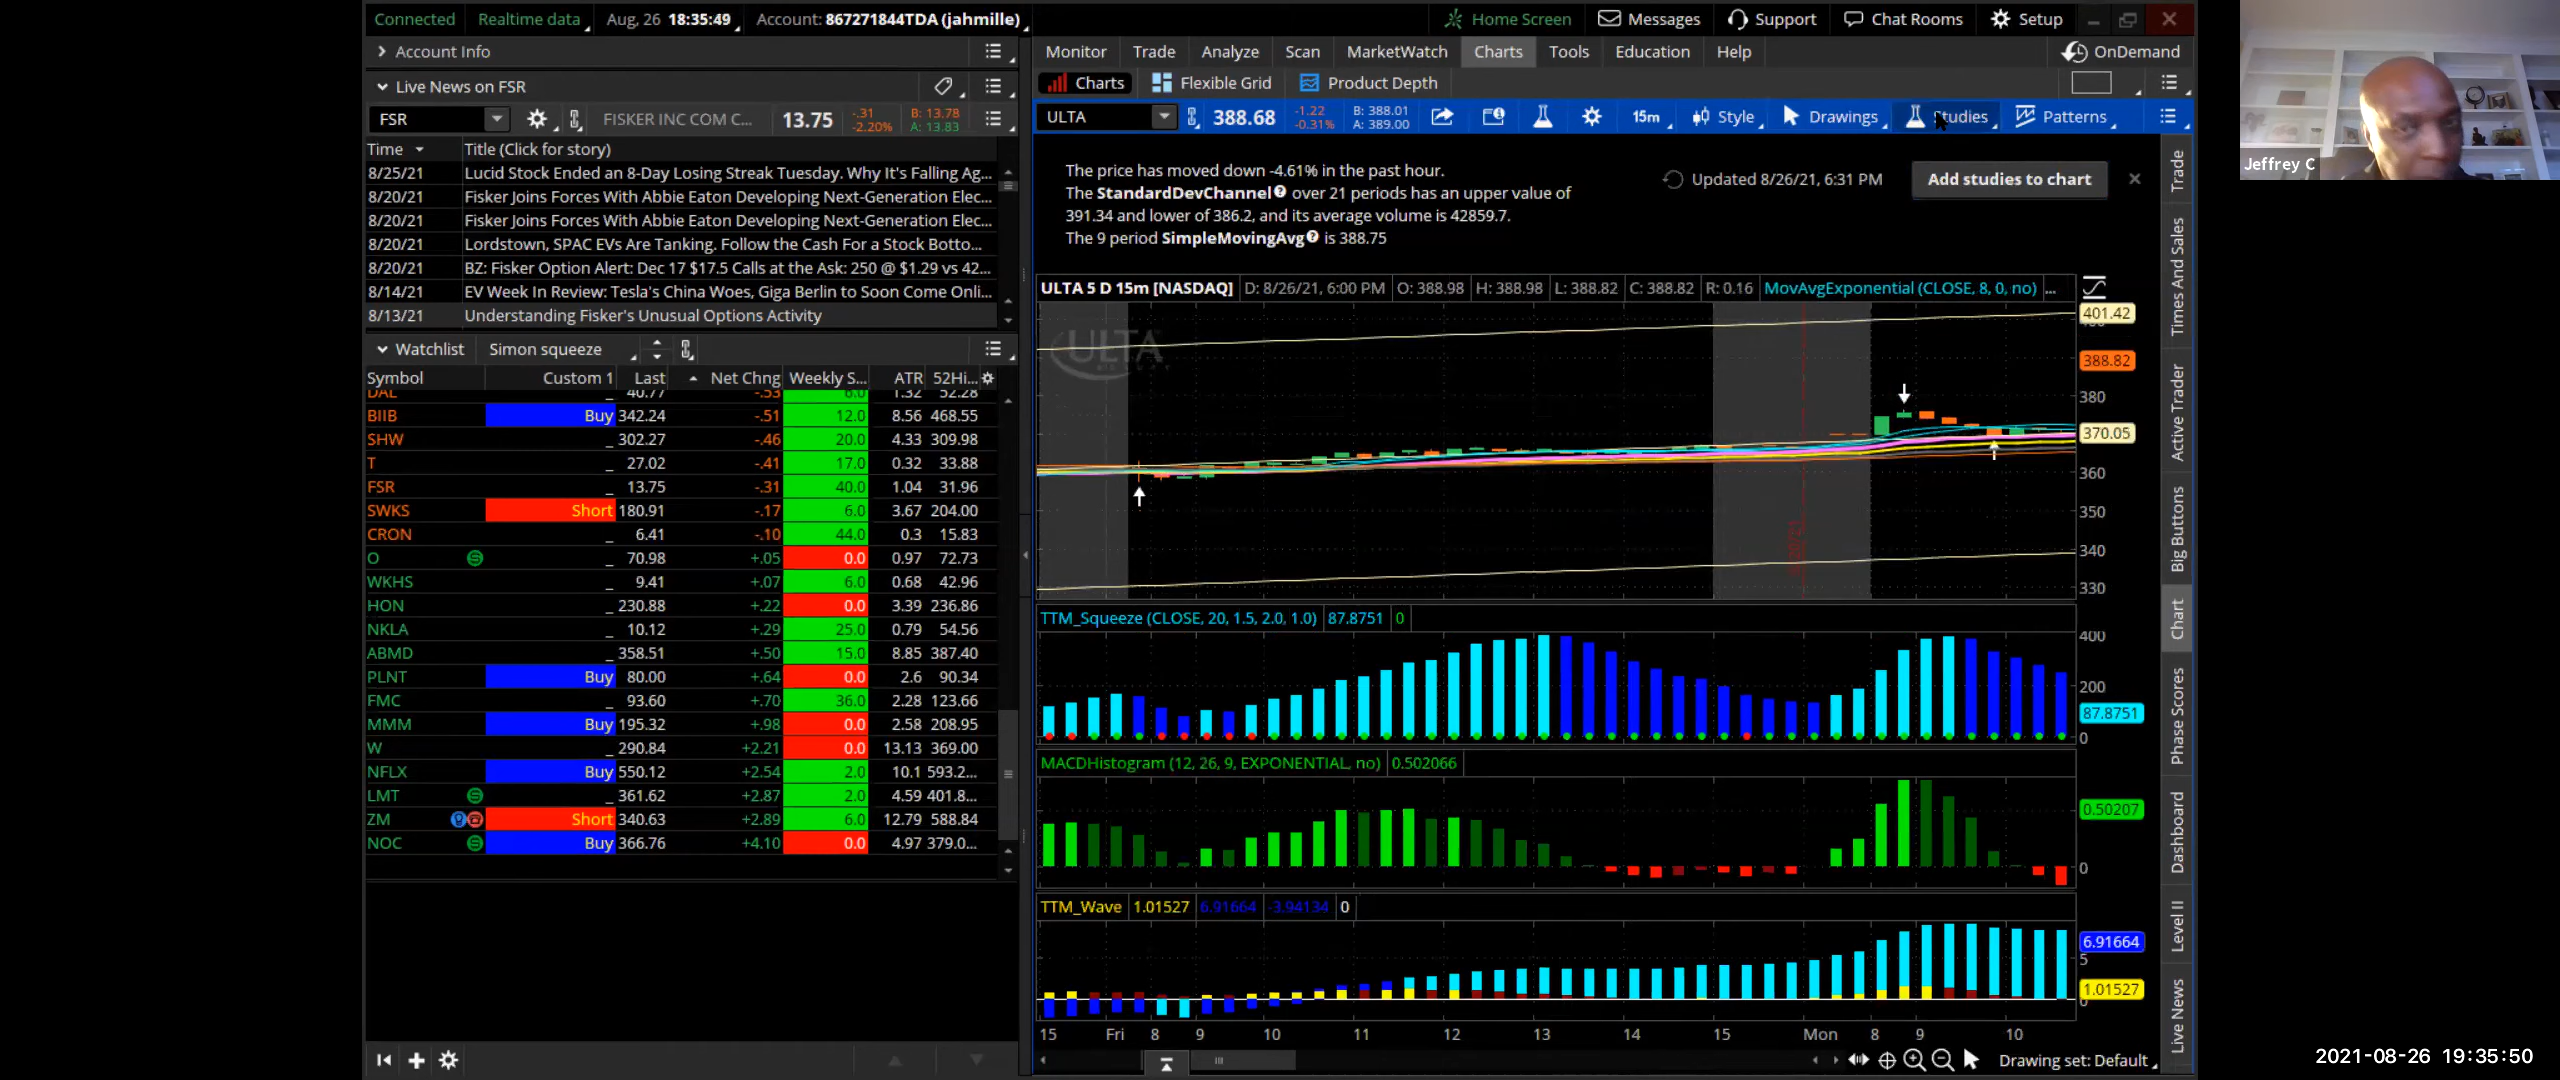 Connected Realtime data Aug, 26 18:35:49 Account: 867271844TDA (jahmille) Home Screen Messages Support Chat Rooms Setup
Account Info
Monitor Trade Analyze Scan MarketWatch Charts Tools Education Help OnDemand
Live News on FSR
Charts Flexible Grid Product Depth
FSR FISKER INC COM C... 13.75 -.31 -2.20% B: 13.78 A: 13.83
ULTA 388.68 -1.22 -0.31% B: 388.01 A: 389.00 15m Style Drawings Studies Patterns
Time Title (Click for story)
8/25/21 Lucid Stock Ended an 8-Day Losing Streak Tuesday. Why It's Falling Ag...
8/20/21 Fisker Joins Forces With Abbie Eaton Developing Next-Generation Elec...
8/20/21 Fisker Joins Forces With Abbie Eaton Developing Next-Generation Elec...
8/20/21 Lordstown, SPAC EVs Are Tanking. Follow the Cash For a Stock Botto...
8/20/21 BZ: Fisker Option Alert: Dec 17 $17.5 Calls at the Ask: 250 @ $1.29 vs 42...
8/14/21 EV Week In Review: Tesla's China Woes, Giga Berlin to Soon Come Onli...
8/13/21 Understanding Fisker's Unusual Options Activity
Watchlist Simon squeeze
Symbol Custom 1 Last Net Chng Weekly S... ATR 52Hi...
DAL _ 40.77 -.53 6.0 1.32 52.28
BIIB Buy 342.24 -.51 12.0 8.56 468.55
SHW _ 302.27 -.46 20.0 4.33 309.98
T _ 27.02 -.41 17.0 0.32 33.88
FSR _ 13.75 -.31 40.0 1.04 31.96
SWKS Short 180.91 -.17 6.0 3.67 204.00
CRON _ 6.41 -.10 44.0 0.3 15.83
O _ 70.98 +.05 0.0 0.97 72.73
WKHS _ 9.41 +.07 6.0 0.68 42.96
HON _ 230.88 +.22 0.0 3.39 236.86
NKLA _ 10.12 +.29 25.0 0.79 54.56
ABMD _ 358.51 +.50 15.0 8.85 387.40
PLNT Buy 80.00 +.64 0.0 2.6 90.34
FMC _ 93.60 +.70 36.0 2.28 123.66
MMM Buy 195.32 +.98 0.0 2.58 208.95
W _ 290.84 +2.21 0.0 13.13 369.00
NFLX Buy 550.12 +2.54 2.0 10.1 593.2...
LMT _ 361.62 +2.87 2.0 4.59 401.8...
ZM Short 340.63 +2.89 6.0 12.79 588.84
NOC Buy 366.76 +4.10 0.0 4.97 379.0...
The price has moved down -4.61% in the past hour.
The StandardDevChannel over 21 periods has an upper value of
391.34 and lower of 386.2, and its average volume is 42859.7.
The 9 period SimpleMovingAvg is 388.75
Updated 8/26/21, 6:31 PM Add studies to chart
ULTA 5 D 15m [NASDAQ] D: 8/26/21, 6:00 PM O: 388.98 H: 388.98 L: 388.82 C: 388.82 R: 0.16 MovAvgExponential (CLOSE, 8, 0, no) ...
ULTA
401.42
388.82
380
370.05
360
350
340
330
TTM_Squeeze (CLOSE, 20, 1.5, 2.0, 1.0) 87.8751 0
400
200
87.8751
0
MACDHistogram (12, 26, 9, EXPONENTIAL, no) 0.502066
0.50207
0
TTM_Wave 1.01527 6.91664 -3.94134 0
6.91664
5
1.01527
15 Fri 8 9 10 11 12 13 14 15 Mon 8 9 10
Drawing set: Default
Trade
Times And Sales
Active Trader
Big Buttons
Chart
Phase Scores
Dashboard
Level II
Live News
Jeffrey C
2021-08-26 19:35:50